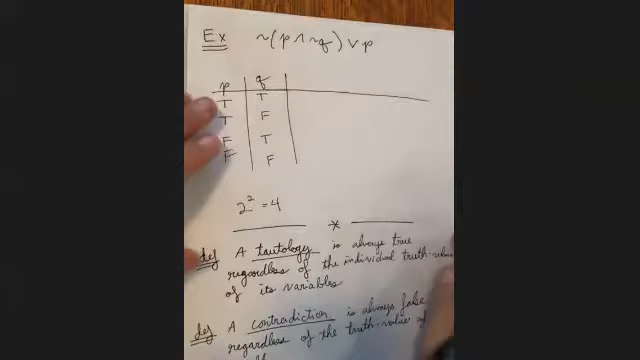 Ex ~(p ∧ ~q) ∨ p
p q
T T
T F
F T
F F
2² = 4
*
def A tautology is always true
regardless of the individual truth-values
of its variables
def A contradiction is always false
regardless of the truth-value of